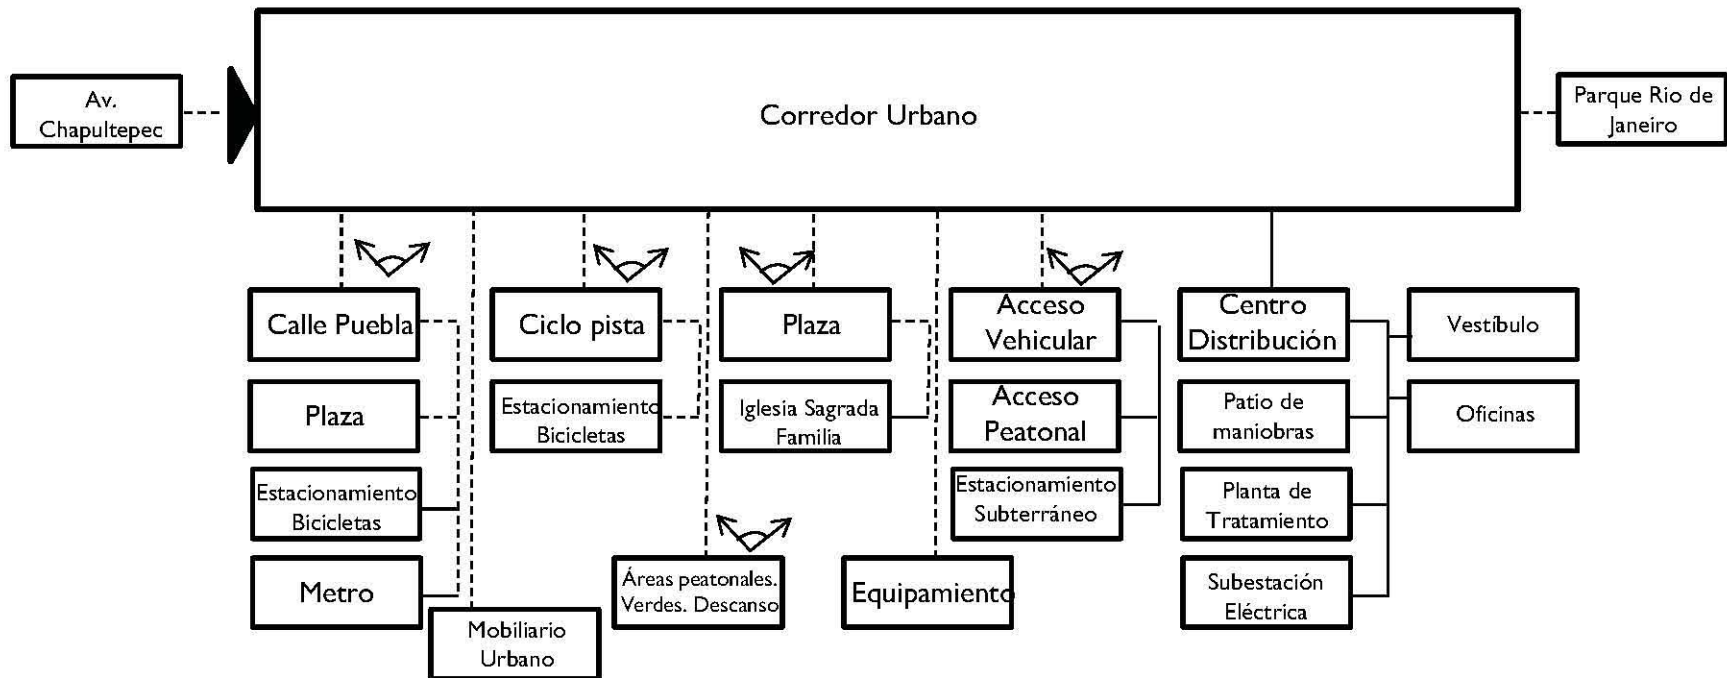 Corredor Urbano
Av.
Chapultepec
Parque Rio de
Janeiro
Calle Puebla
Ciclo pista
Plaza
Acceso
Vehicular
Centro
Distribución
Vestíbulo
Plaza
Estacionamiento
Bicicletas
Iglesia Sagrada
Familia
Acceso
Peatonal
Patio de
maniobras
Oficinas
Estacionamiento
Bicicletas
Estacionamiento
Subterráneo
Planta de
Tratamiento
Metro
Áreas peatonales.
Verdes. Descanso
Equipamiento
Subestación
Eléctrica
Mobiliario
Urbano